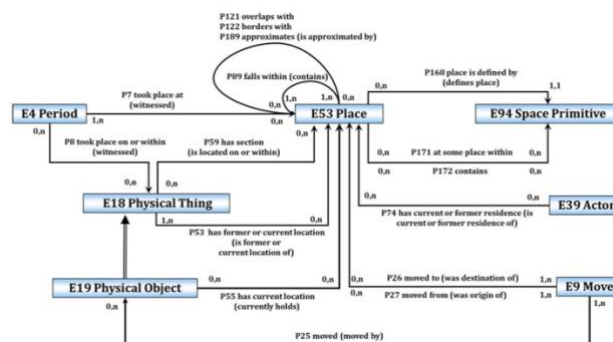 P121 overlaps with
P122 borders with
P189 approximates (is approximated by)
P89 falls within (contains)
1,n
1,n
0,n
0,n
0,n
P168 place is defined by
(defines place)
1,1
P7 took place at
(witnessed)
0,n
E4 Period
1,n
0,n
E53 Place
E94 Space Primitive
0,n
P8 took place on or within
(witnessed)
0,n
P59 has section
(is located on or within)
0,n
0,n
P171 at some place within
0,n
P172 contains
0,n
0,n
E18 Physical Thing
1,n
0,n
P53 has former or current location
(is former or
current location of)
0,n
P74 has current or former residence (is
current or former residence of)
0,n
E39 Actor
E19 Physical Object
0,n
0,n
0,n
P55 has current location
(currently holds)
0,n
0,n
P26 moved to (was destination of)
1,n
P27 moved from (was origin of)
1,n
E9 Move
1,n
0,n
P25 moved (moved by)